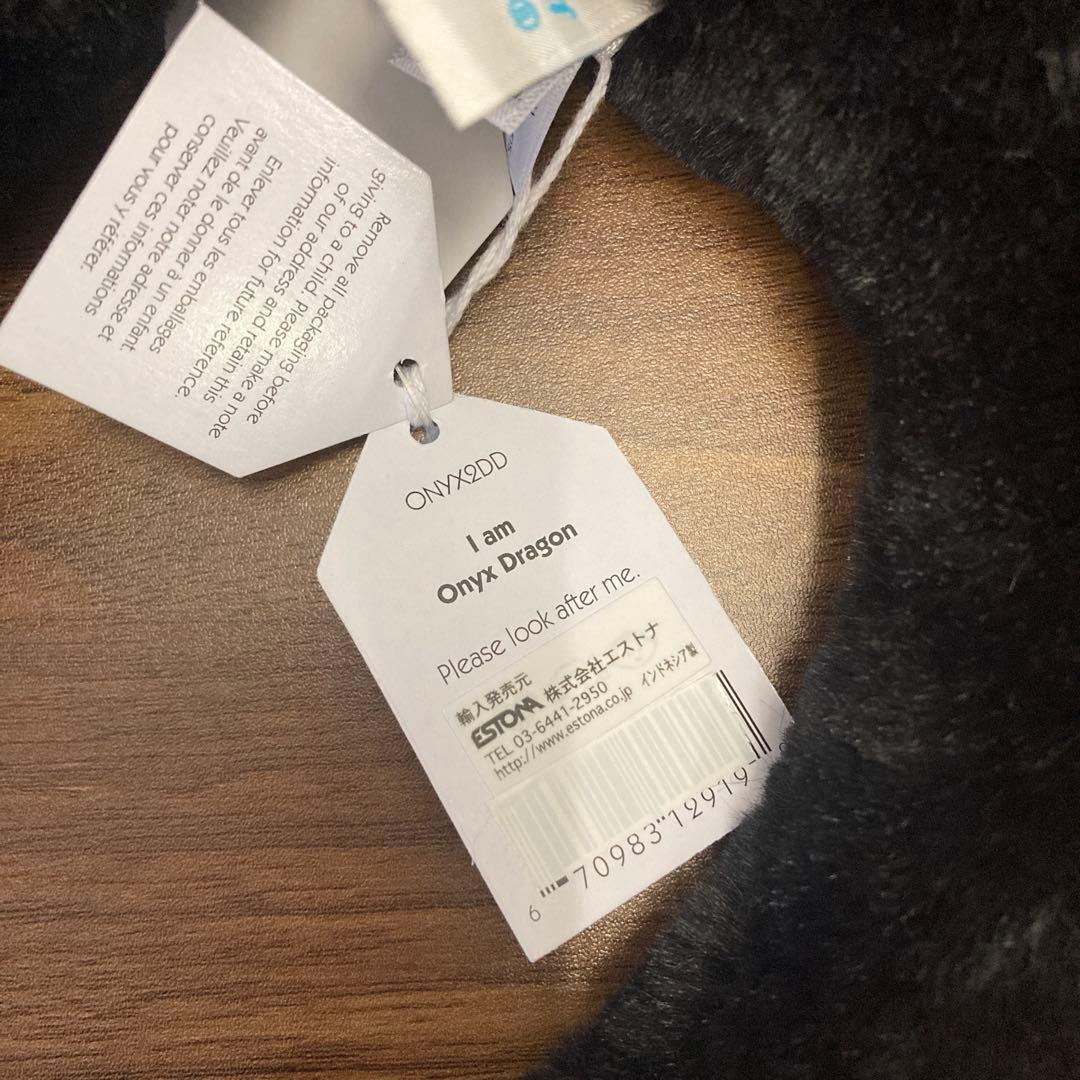 Remove all packaging before
giving to a child. Please make a note
of our address and retain this
information for future reference.
Enlever tous les emballages
avant de le donner à un enfant.
Veuillez noter notre adresse et
conserver ces informations
pour vous y référer.
ONYX2DD
I am
Onyx Dragon
Please look after me.
輸入発売元
ESTONA 株式会社エストナ
TEL 03-6441-2950
http://www.estona.co.jp インドネシア製
6 70983 12919